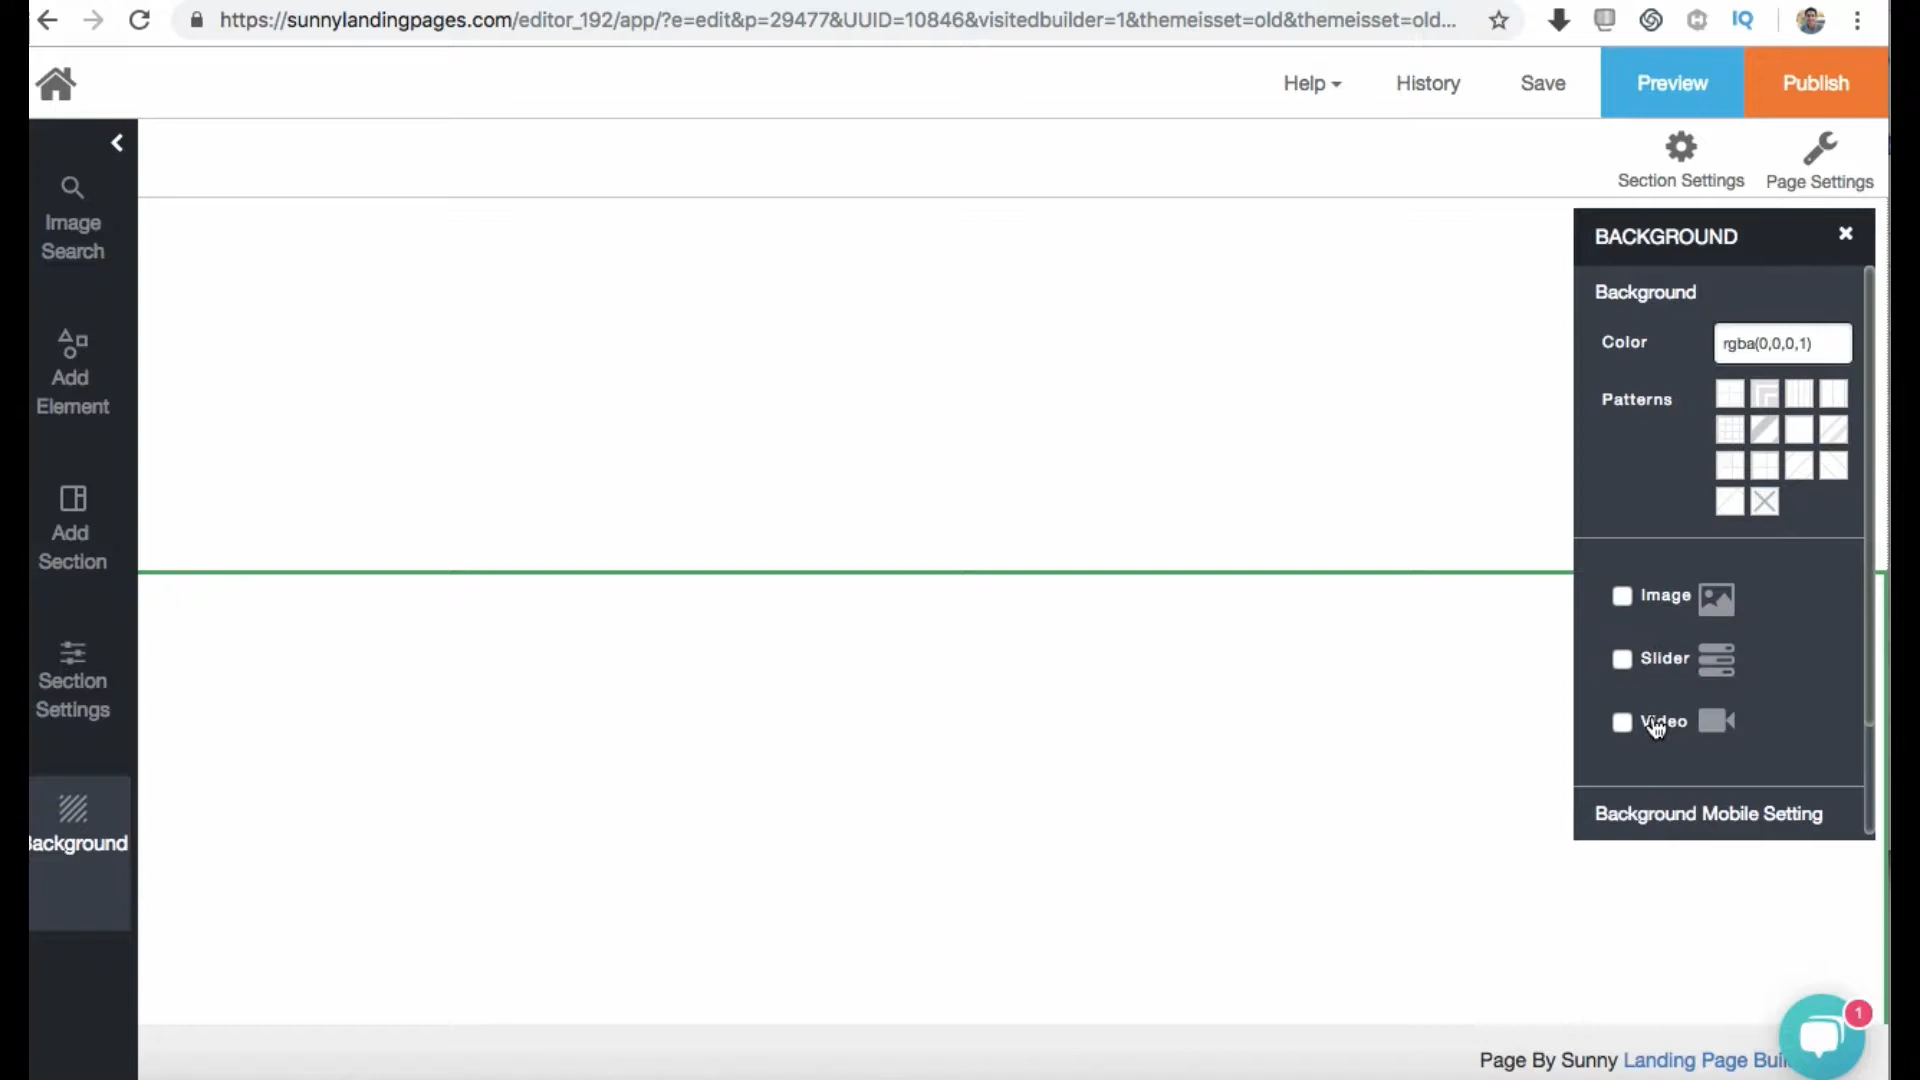 https://sunnylandingpages.com/editor_192/app/?e=edit&p=29477&UUID=10846&visitedbuilder=1&themeisset=old&themeisset=old...
IQ
Help
History
Save
Preview
Publish
Section Settings
Page Settings
Image
Search
Add
Element
Add
Section
Section
Settings
Background
BACKGROUND
Background
Color
rgba(0,0,0,1)
Patterns
Image
Slider
Video
Background Mobile Setting
1
Page By Sunny Landing Page Buil